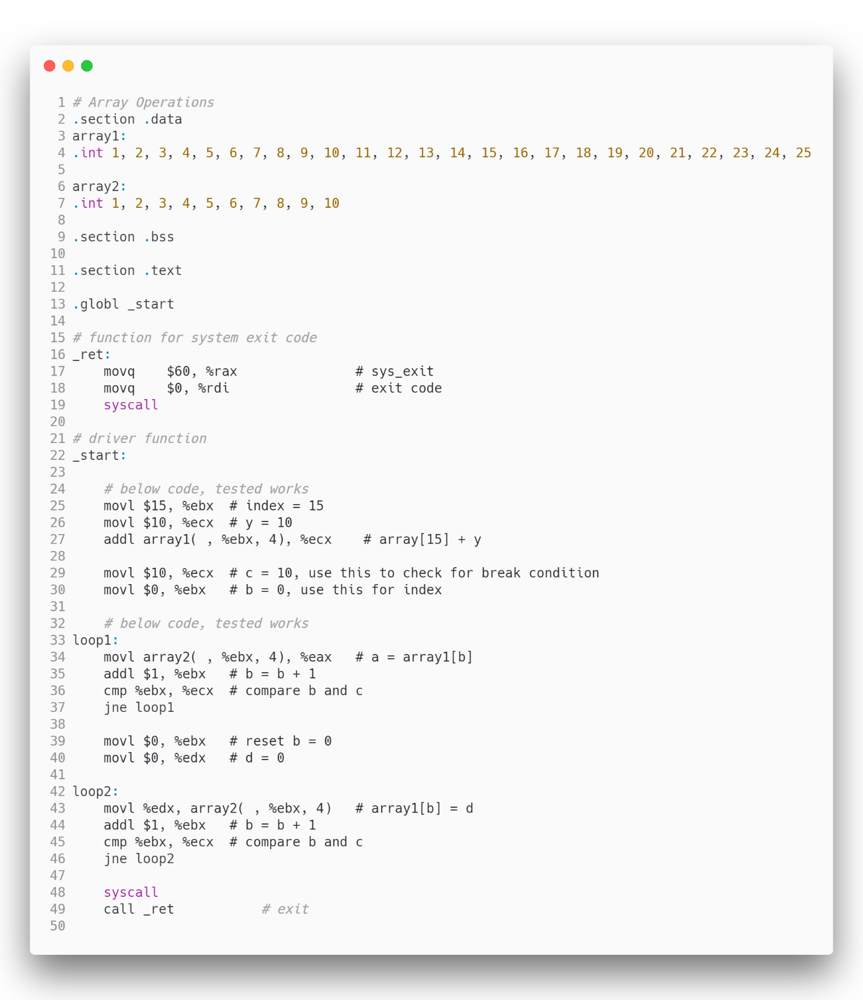 1 # Array Operations
2 .section .data
3 array1:
4 .int 1, 2, 3, 4, 5, 6, 7, 8, 9, 10, 11, 12, 13, 14, 15, 16, 17, 18, 19, 20, 21, 22, 23, 24, 25
5
6 array2:
7 .int 1, 2, 3, 4, 5, 6, 7, 8, 9, 10
8
9 .section .bss
10
11 .section .text
12
13 .globl _start
14
15 # function for system exit code
16 _ret:
17     movq    $60, %rax               # sys_exit
18     movq    $0, %rdi                # exit code
19     syscall
20
21 # driver function
22 _start:
23
24     # below code, tested works
25     movl $15, %ebx  # index = 15
26     movl $10, %ecx  # y = 10
27     addl array1( , %ebx, 4), %ecx    # array[15] + y
28
29     movl $10, %ecx  # c = 10, use this to check for break condition
30     movl $0, %ebx   # b = 0, use this for index
31
32     # below code, tested works
33 loop1:
34     movl array2( , %ebx, 4), %eax   # a = array1[b]
35     addl $1, %ebx   # b = b + 1
36     cmp %ebx, %ecx  # compare b and c
37     jne loop1
38
39     movl $0, %ebx   # reset b = 0
40     movl $0, %edx   # d = 0
41
42 loop2:
43     movl %edx, array2( , %ebx, 4)   # array1[b] = d
44     addl $1, %ebx   # b = b + 1
45     cmp %ebx, %ecx  # compare b and c
46     jne loop2
47
48     syscall
49     call _ret           # exit
50